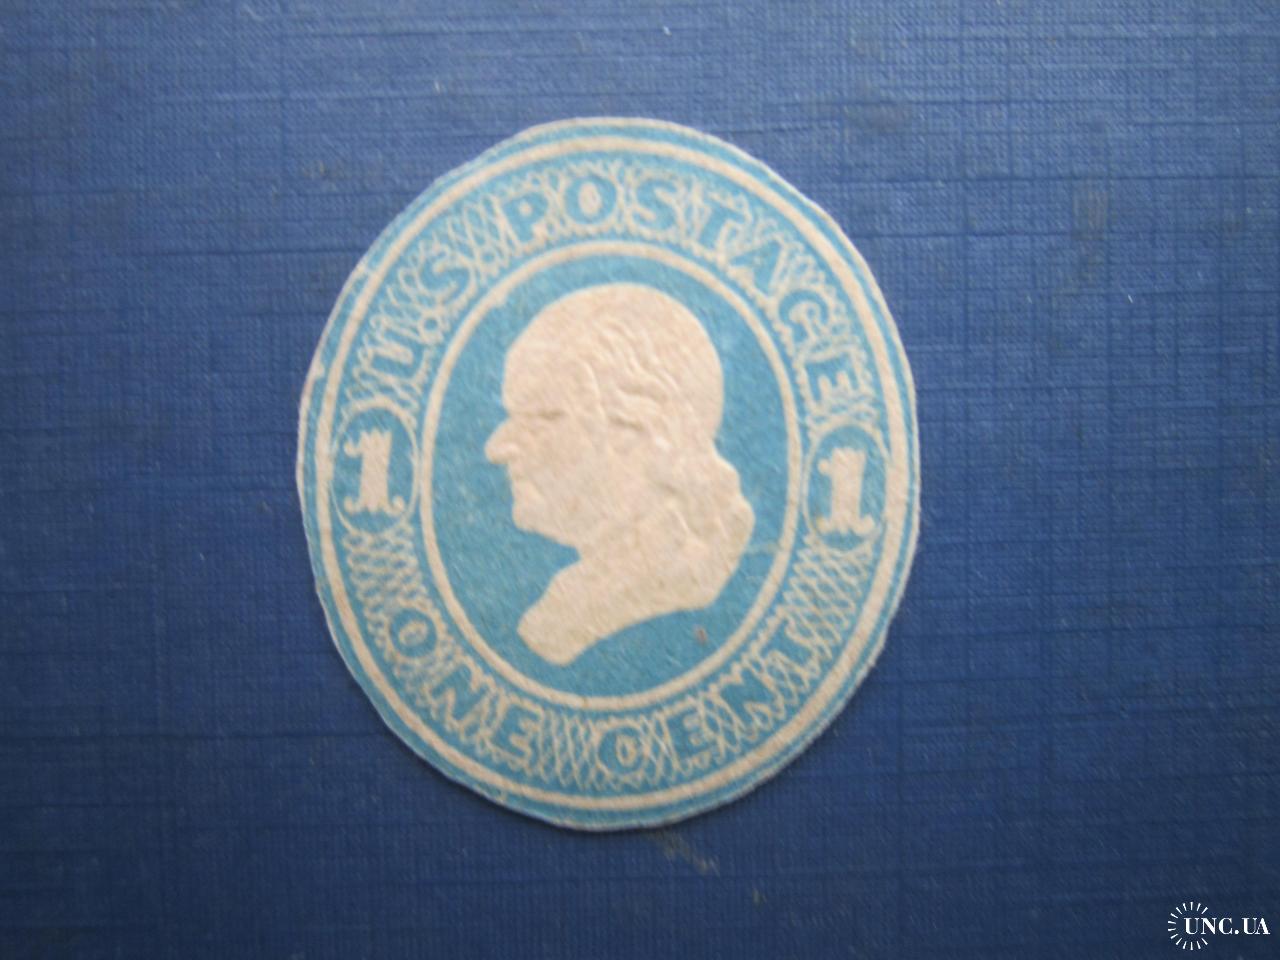 U.S. POSTAGE
1 1
ONE CENT
UNC.UA